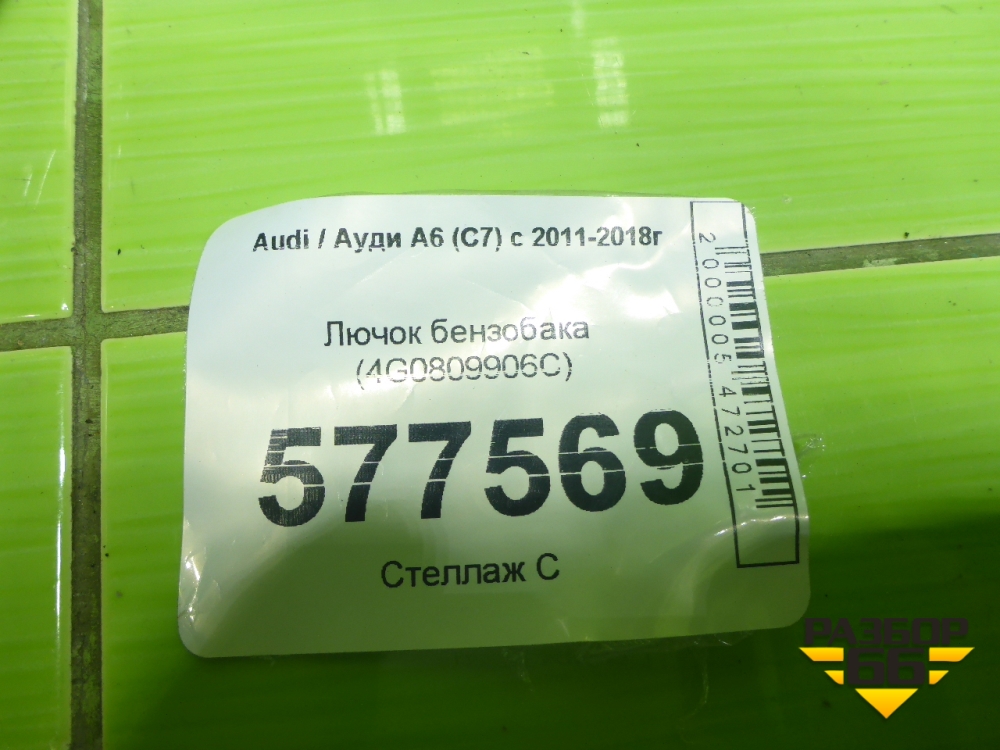 Audi / Ауди А6 (С7) с 2011-2018г
Лючок бензобака
(4G0809906C)
577569
Стеллаж С
2000005472701
РАЗБОР
66